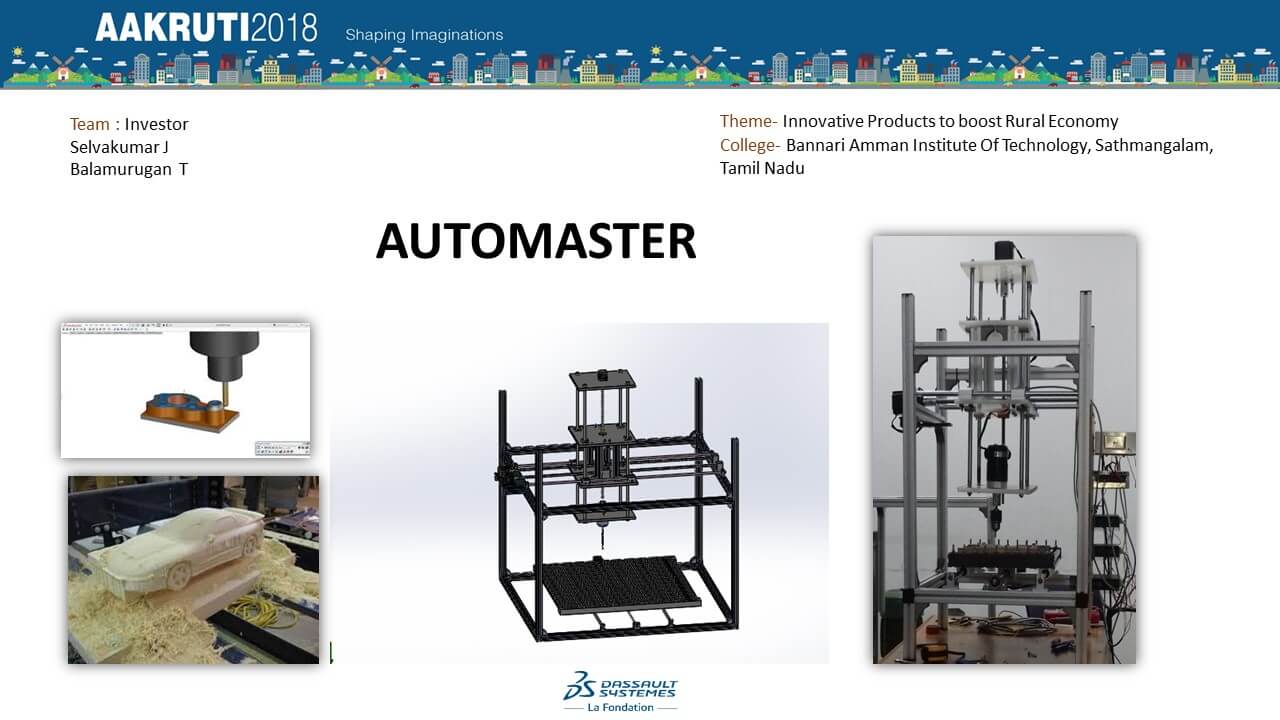 AAKRUTI2018 Shaping Imaginations
Team : Investor
Selvakumar J
Balamurugan T
Theme- Innovative Products to boost Rural Economy
College- Bannari Amman Institute Of Technology, Sathmangalam,
Tamil Nadu
AUTOMASTER
DASSAULT
SYSTEMES
La Fondation